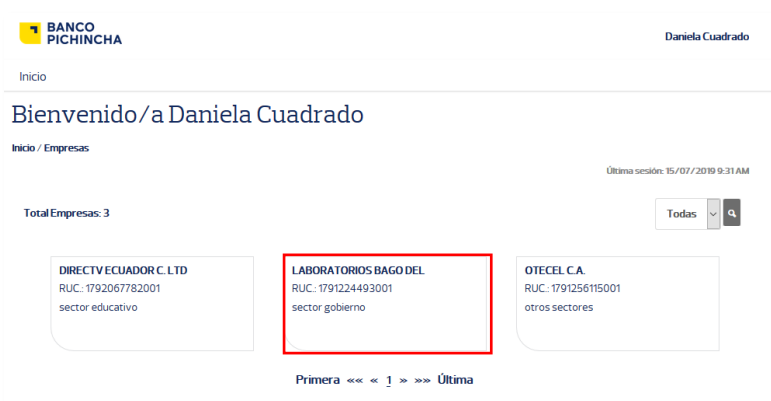 BANCO
PICHINCHA
Daniela Cuadrado
Inicio
Bienvenido/a Daniela Cuadrado
Inicio / Empresas
Última sesión: 15/07/2019 9:31 AM
Total Empresas: 3
Todas
DIRECTV ECUADOR C. LTD
RUC.: 1792067782001
sector educativo
LABORATORIOS BAGO DEL
RUC.: 1791224493001
sector gobierno
OTECEL C.A.
RUC.: 1791256115001
otros sectores
Primera «« « 1 » »» Última